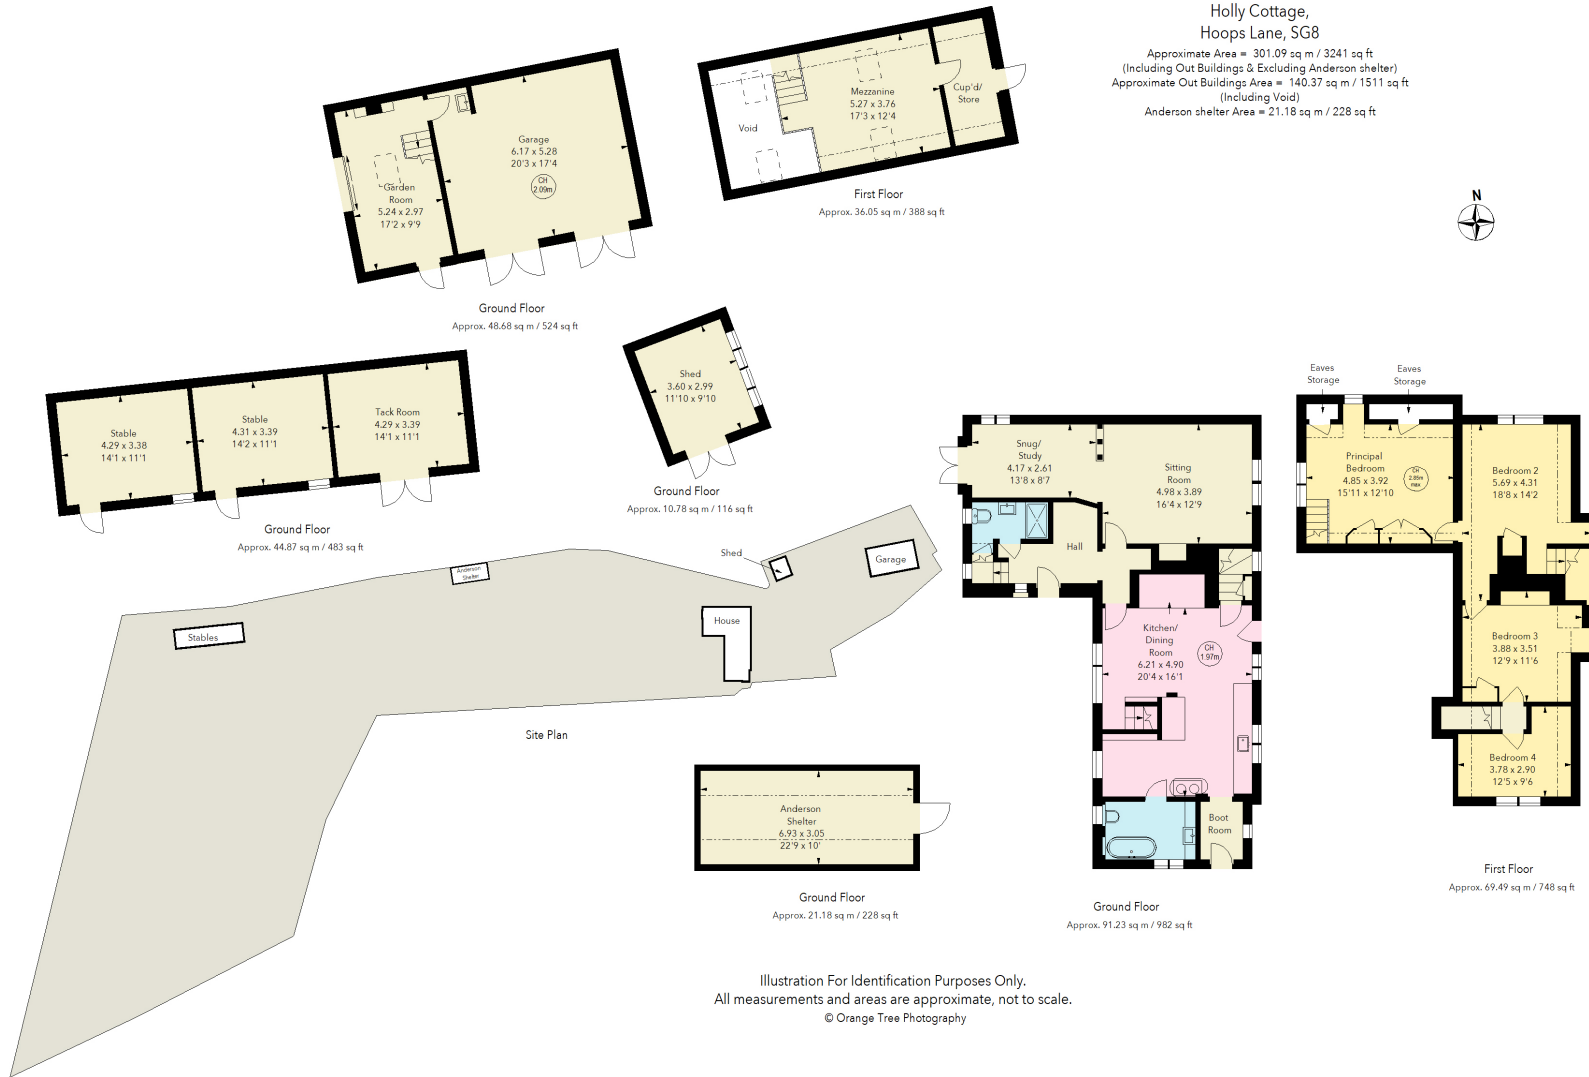 Holly Cottage,
Hoops Lane, SG8
Approximate Area = 301.09 sq m / 3241 sq ft
(Including Out Buildings & Excluding Anderson shelter)
Approximate Out Buildings Area = 140.37 sq m / 1511 sq ft
(Including Void)
Anderson shelter Area = 21.18 sq m / 228 sq ft
N
Garage
6.17 x 5.28
20'3 x 17'4
CH
2.09m
Garden
Room
5.24 x 2.97
17'2 x 9'9
Ground Floor
Approx. 48.68 sq m / 524 sq ft
Void
Mezzanine
5.27 x 3.76
17'3 x 12'4
Cup'd/
Store
First Floor
Approx. 36.05 sq m / 388 sq ft
Stable
4.29 x 3.38
14'1 x 11'1
Stable
4.31 x 3.39
14'2 x 11'1
Tack Room
4.29 x 3.39
14'1 x 11'1
Ground Floor
Approx. 44.87 sq m / 483 sq ft
Shed
3.60 x 2.99
11'10 x 9'10
Ground Floor
Approx. 10.78 sq m / 116 sq ft
Shed
Garage
Anderson
Shelter
House
Stables
Site Plan
Anderson
Shelter
6.93 x 3.05
22'9 x 10'
Ground Floor
Approx. 21.18 sq m / 228 sq ft
Snug/
Study
4.17 x 2.61
13'8 x 8'7
Sitting
Room
4.98 x 3.89
16'4 x 12'9
Hall
Kitchen/
Dining
Room
6.21 x 4.90
20'4 x 16'1
CH
1.97m
Boot
Room
Ground Floor
Approx. 91.23 sq m / 982 sq ft
Eaves
Storage
Eaves
Storage
Principal
Bedroom
4.85 x 3.92
15'11 x 12'10
CH
2.85m
max
Bedroom 2
5.69 x 4.31
18'8 x 14'2
Bedroom 3
3.88 x 3.51
12'9 x 11'6
Bedroom 4
3.78 x 2.90
12'5 x 9'6
First Floor
Approx. 69.49 sq m / 748 sq ft
Illustration For Identification Purposes Only.
All measurements and areas are approximate, not to scale.
© Orange Tree Photography